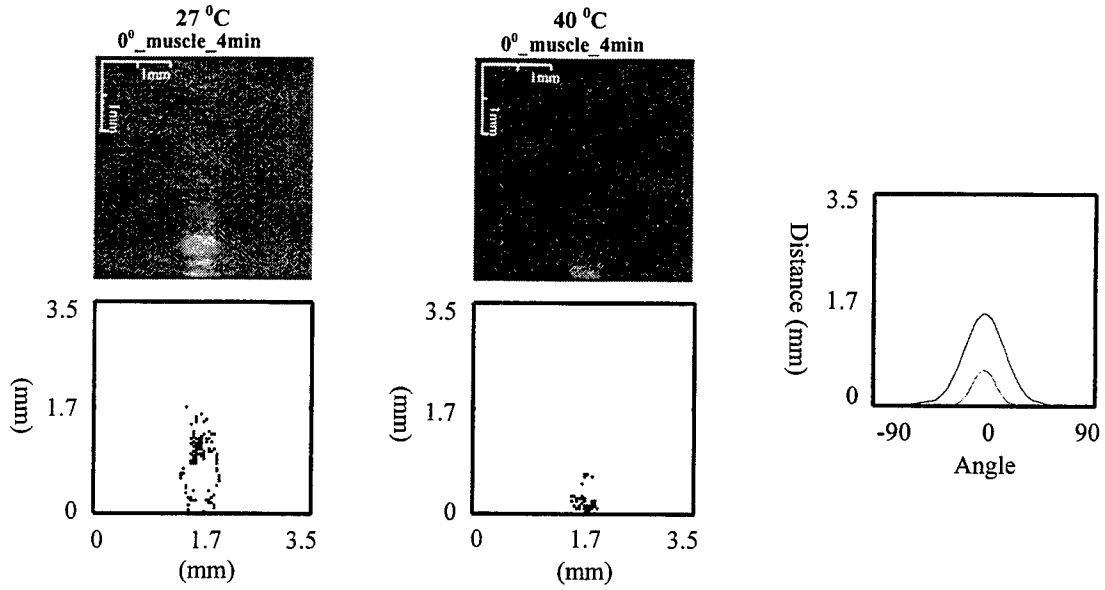 27 ⁰C
0⁰_muscle_4min
1mm
1mm
40 ⁰C
0⁰_muscle_4min
1mm
1mm
3.5
1.7
0
(mm)
0 1.7 3.5
(mm)
3.5
1.7
0
(mm)
0 1.7 3.5
(mm)
3.5
1.7
0
Distance (mm)
-90 0 90
Angle